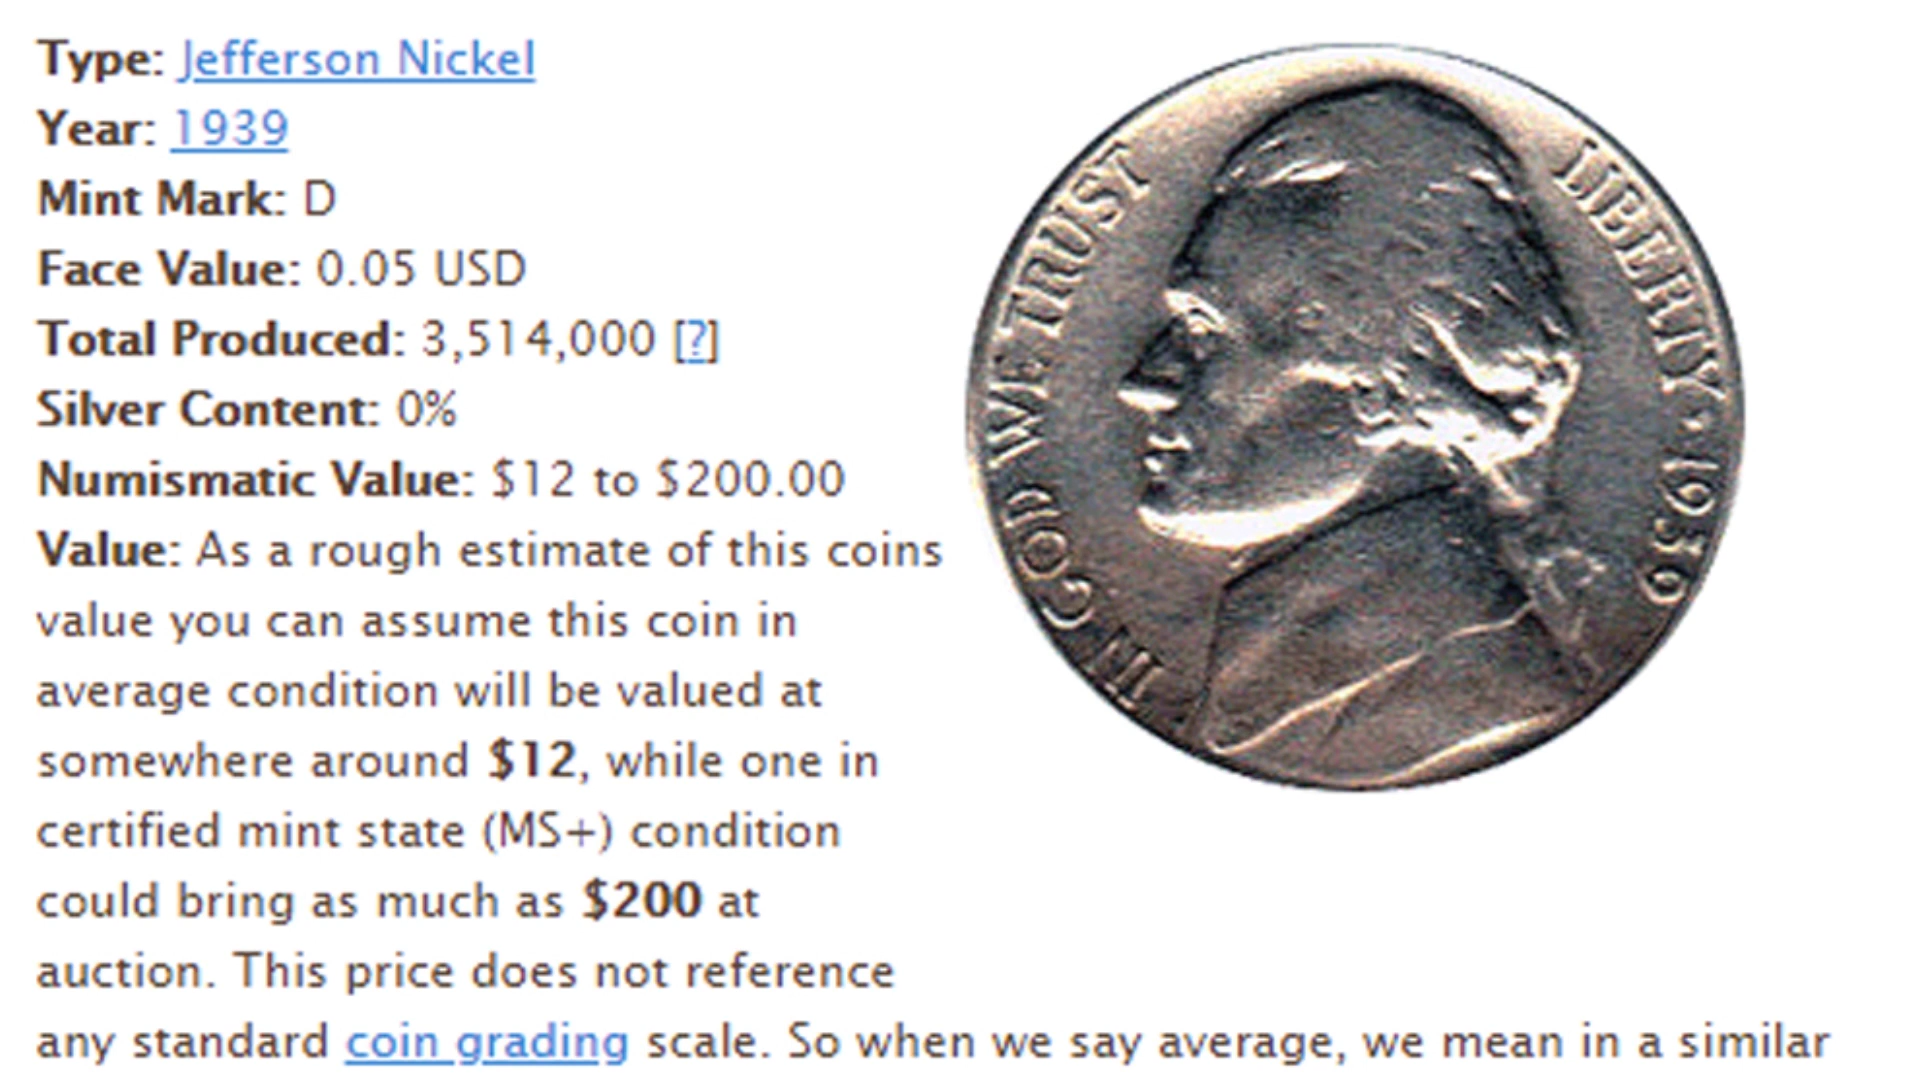 Type: Jefferson Nickel
Year: 1939
Mint Mark: D
Face Value: 0.05 USD
Total Produced: 3,514,000 [?]
Silver Content: 0%
Numismatic Value: $12 to $200.00
Value: As a rough estimate of this coins
value you can assume this coin in
average condition will be valued at
somewhere around $12, while one in
certified mint state (MS+) condition
could bring as much as $200 at
auction. This price does not reference
any standard coin grading scale. So when we say average, we mean in a similar
IN GOD WE TRUST
LIBERTY · 1939